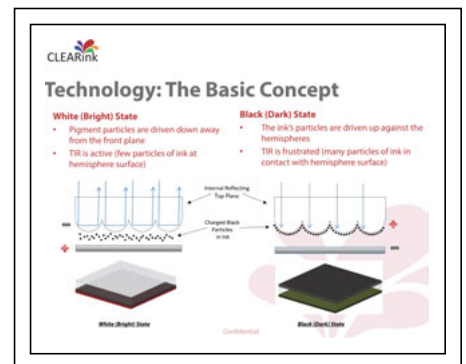 CLEARink
Technology: The Basic Concept
White (Bright) State
• Pigment particles are driven down away
from the front plane
• TIR is active (few particles of ink at
hemisphere surface)
Black (Dark) State
• The ink's particles are driven up against the
hemispheres
• TIR is frustrated (many particles of ink in
contact with hemisphere surface)
Internal Reflecting
Top Plane
Charged Black
Particles
in Ink
White (Bright) State
Black (Dark) State
Confidential